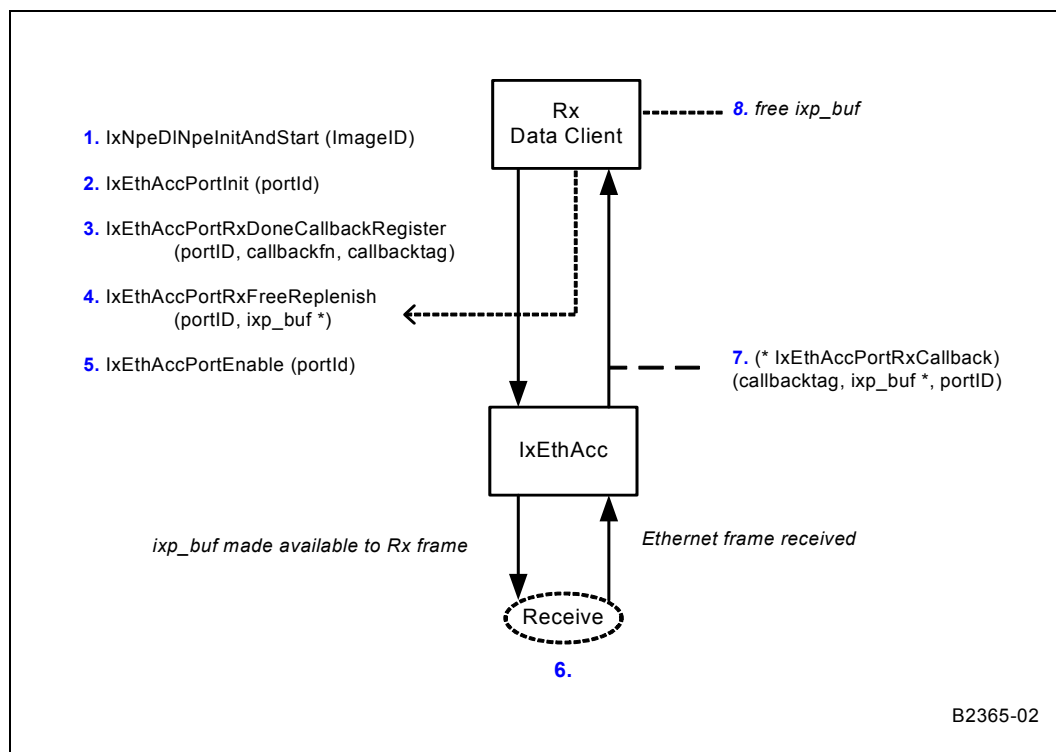 Rx
Data Client
8. free ixp_buf
1. IxNpeDlNpeInitAndStart (ImageID)
2. IxEthAccPortInit (portId)
3. IxEthAccPortRxDoneCallbackRegister
(portID, callbackfn, callbacktag)
4. IxEthAccPortRxFreeReplenish
(portID, ixp_buf *)
5. IxEthAccPortEnable (portId)
7. (* IxEthAccPortRxCallback)
(callbacktag, ixp_buf *, portID)
IxEthAcc
ixp_buf made available to Rx frame
Ethernet frame received
Receive
6.
B2365-02